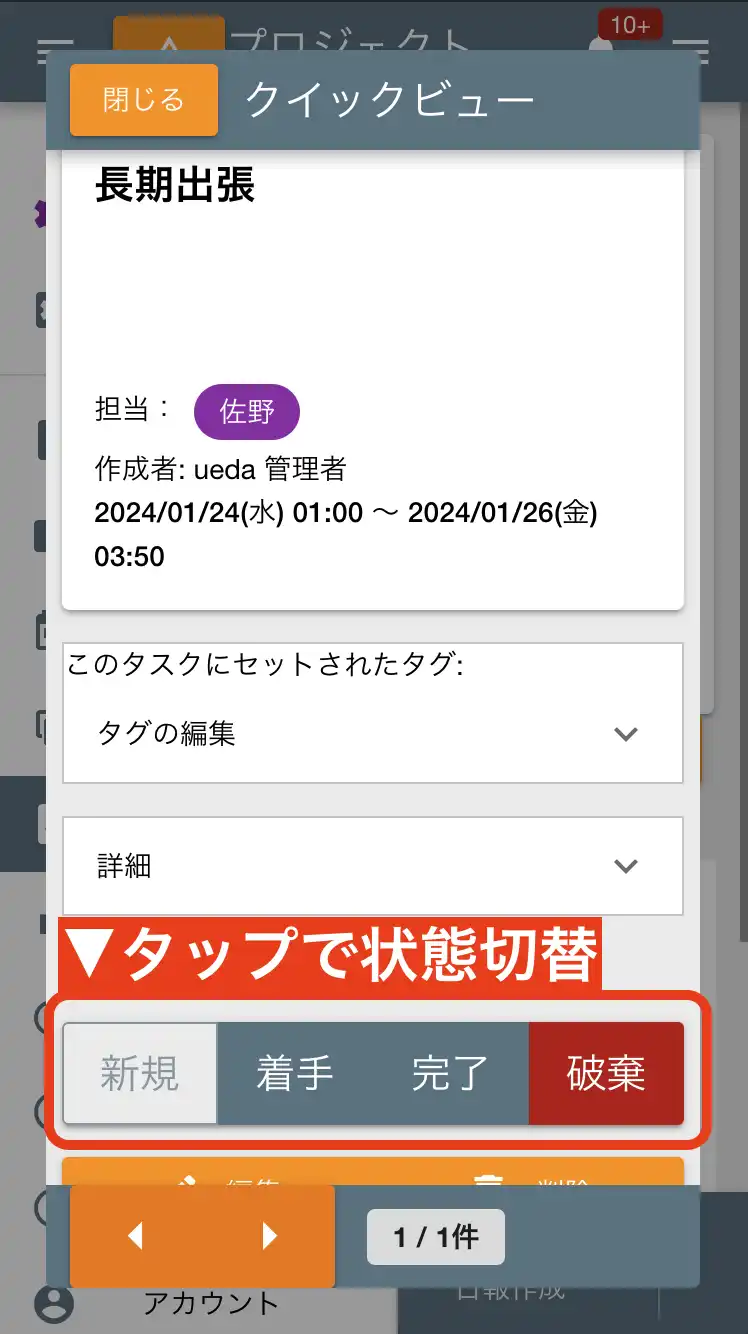 プロジェクト
10+
閉じる
クイックビュー
長期出張
担当：
佐野
作成者: ueda 管理者
2024/01/24(水) 01:00 〜 2024/01/26(金)
03:50
このタスクにセットされたタグ:
タグの編集
詳細
▼タップで状態切替
新規
着手
完了
破棄
編集
削除
1 / 1件
アカウント
日報作成